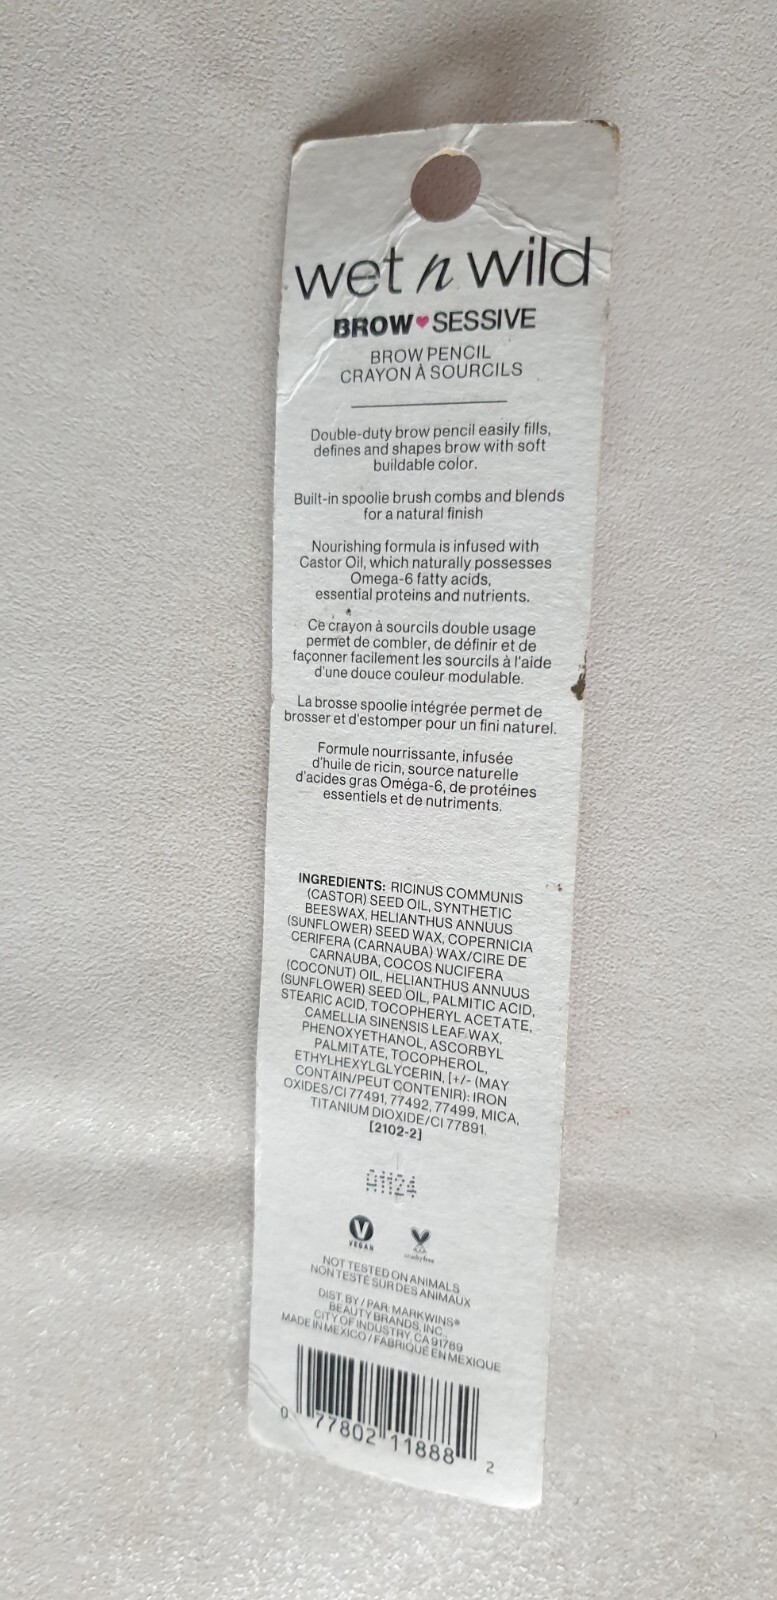 wet n wild
BROW♥SESSIVE
BROW PENCIL
CRAYON À SOURCILS
Double-duty brow pencil easily fills,
defines and shapes brow with soft
buildable color.
Built-in spoolie brush combs and blends
for a natural finish
Nourishing formula is infused with
Castor Oil, which naturally possesses
Omega-6 fatty acids,
essential proteins and nutrients.
Ce crayon à sourcils double usage
permet de combler, de définir et de
façonner facilement les sourcils à l'aide
d'une douce couleur modulable.
La brosse spoolie intégrée permet de
brosser et d'estomper pour un fini naturel.
Formule nourrissante, infusée
d'huile de ricin, source naturelle
d'acides gras Oméga-6, de protéines
essentiels et de nutriments.
INGREDIENTS: RICINUS COMMUNIS
(CASTOR) SEED OIL, SYNTHETIC
BEESWAX, HELIANTHUS ANNUUS
(SUNFLOWER) SEED WAX, COPERNICIA
CERIFERA (CARNAUBA) WAX/CIRE DE
CARNAUBA, COCOS NUCIFERA
(COCONUT) OIL, HELIANTHUS ANNUUS
(SUNFLOWER) SEED OIL, PALMITIC ACID,
STEARIC ACID, TOCOPHERYL ACETATE,
CAMELLIA SINENSIS LEAF WAX,
PHENOXYETHANOL, ASCORBYL
PALMITATE, TOCOPHEROL,
ETHYLHEXYLGLYCERIN, [+/- (MAY
CONTAIN/PEUT CONTENIR): IRON
OXIDES/CI 77491, 77492, 77499, MICA,
TITANIUM DIOXIDE/CI 77891.
[2102-2]
A1124
V
VEGAN
crueltyfree
NOT TESTED ON ANIMALS
NON TESTÉ SUR DES ANIMAUX
DIST. BY / PAR: MARKWINS®
BEAUTY BRANDS, INC.,
CITY OF INDUSTRY, CA 91789
MADE IN MEXICO / FABRIQUÉ EN MEXIQUE
0 77802 11888 2